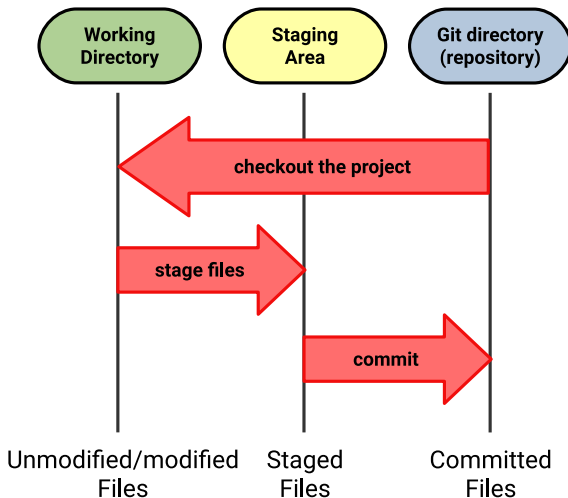 Working
Directory
Staging
Area
Git directory
(repository)
checkout the project
stage files
commit
Unmodified/modified
Files
Staged
Files
Committed
Files